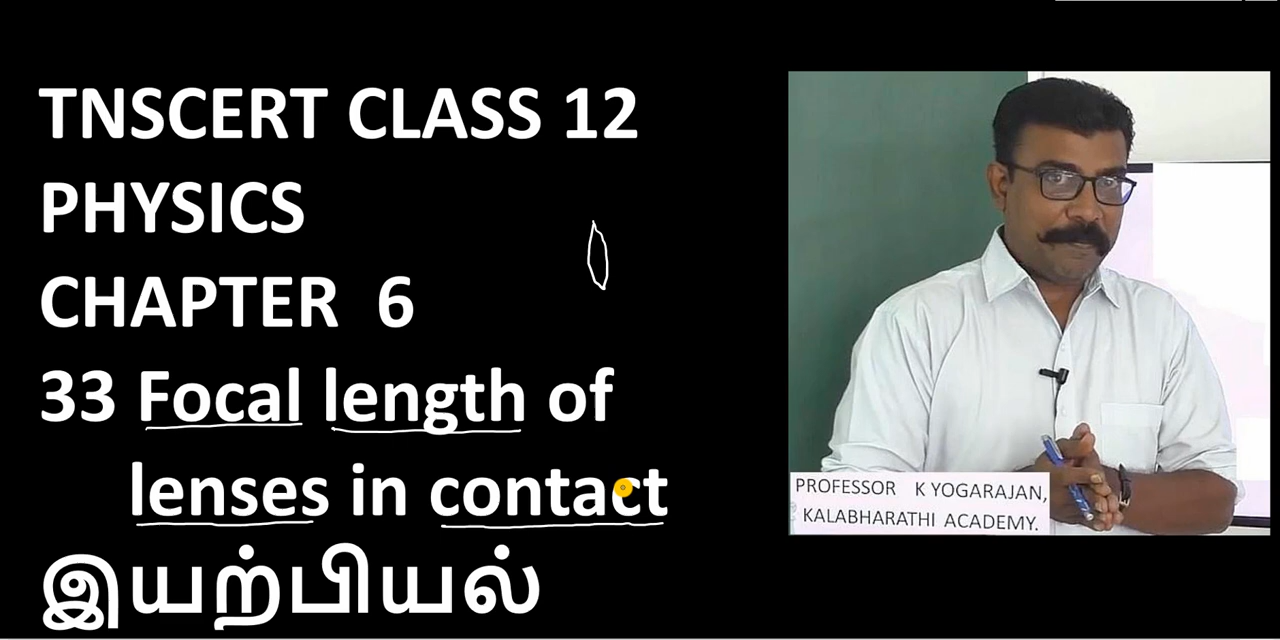 TNSCERT CLASS 12
PHYSICS
CHAPTER 6
33 Focal length of
lenses in contact
இயற்பியல்
PROFESSOR K YOGARAJAN,
KALABHARATHI ACADEMY.